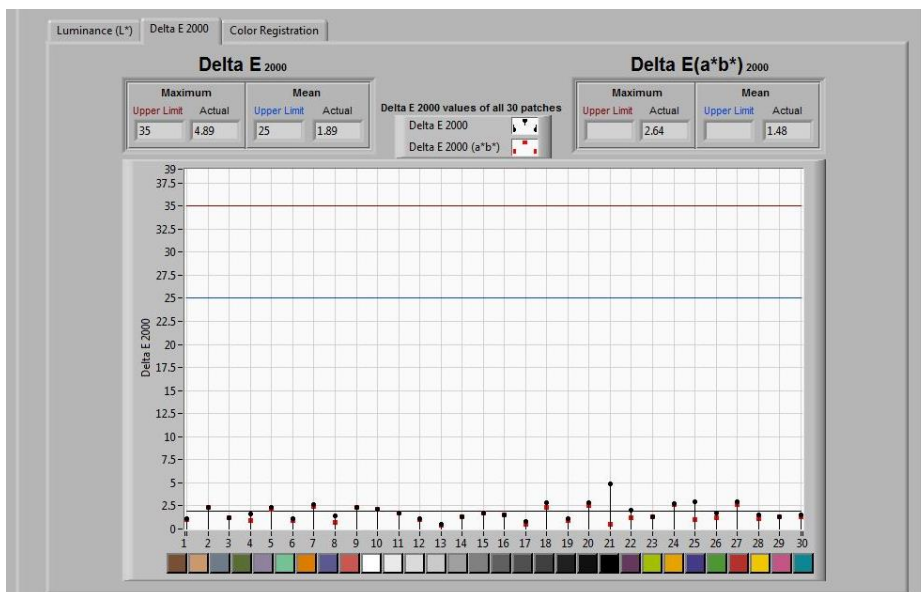 Luminance (L*) Delta E 2000 Color Registration
Delta E 2000
Maximum Mean
Upper Limit Actual Upper Limit Actual
35 4.89 25 1.89
Delta E 2000 values of all 30 patches
Delta E 2000
Delta E 2000 (a*b*)
Delta E(a*b*) 2000
Maximum Mean
Upper Limit Actual Upper Limit Actual
2.64 1.48
Delta E 2000
39
37.5
35
32.5
30
27.5
25
22.5
20
17.5
15
12.5
10
7.5
5
2.5
0
1 2 3 4 5 6 7 8 9 10 11 12 13 14 15 16 17 18 19 20 21 22 23 24 25 26 27 28 29 30